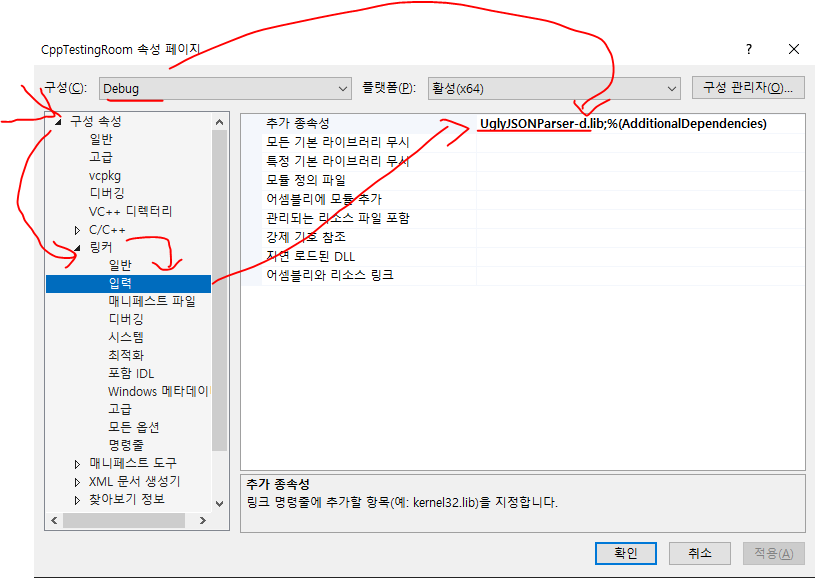 CppTestingRoom 속성 페이지
? ×
구성(C): Debug 플랫폼(P): 활성(x64) 구성 관리자(O)...
구성 속성
일반
고급
vcpkg
디버깅
VC++ 디렉터리
C/C++
링커
일반
입력
매니페스트 파일
디버깅
시스템
최적화
포함 IDL
Windows 메타데이
고급
모든 옵션
명령줄
매니페스트 도구
XML 문서 생성기
찾아보기 정보
추가 종속성 UglyJSONParser-d.lib;%(AdditionalDependencies)
모든 기본 라이브러리 무시
특정 기본 라이브러리 무시
모듈 정의 파일
어셈블리에 모듈 추가
관리되는 리소스 파일 포함
강제 기호 참조
지연 로드된 DLL
어셈블리와 리소스 링크
추가 종속성
링크 명령줄에 추가할 항목(예: kernel32.lib)을 지정합니다.
확인 취소 적용(A)